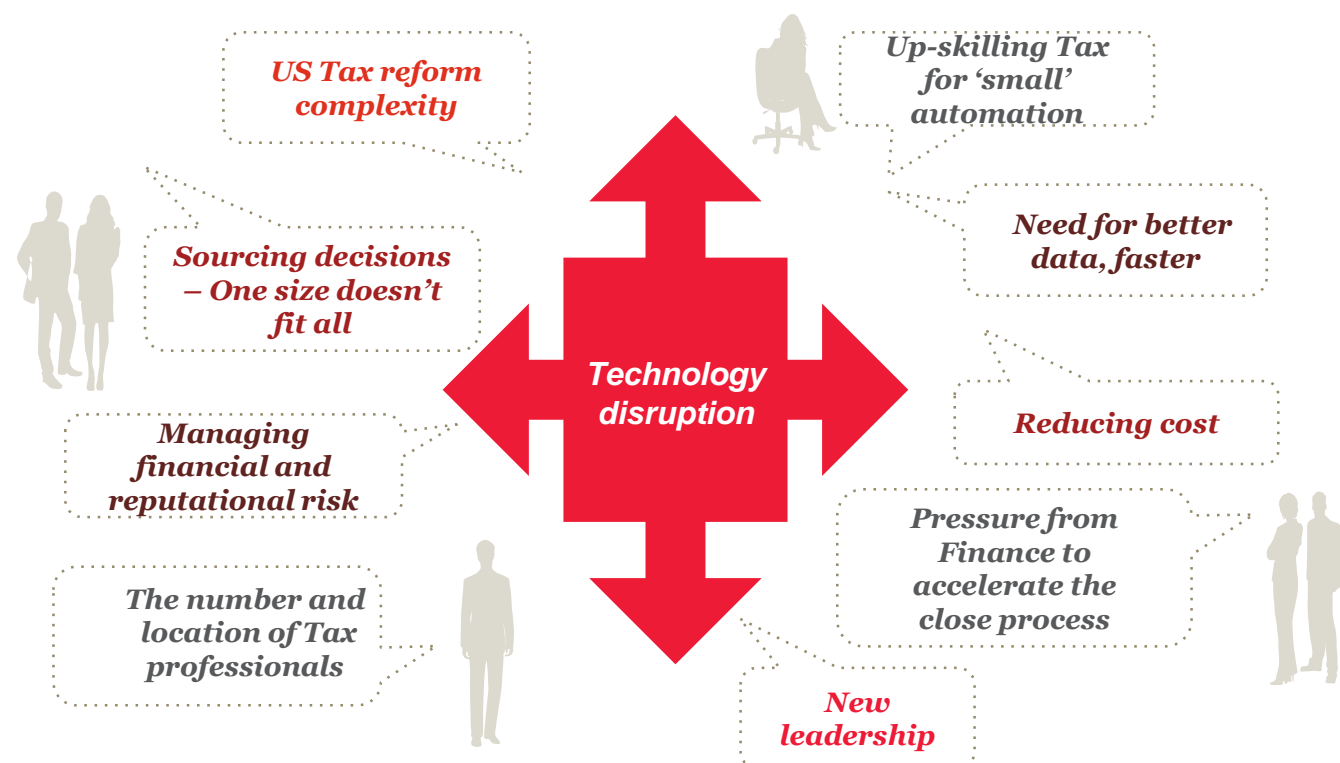 US Tax reform
complexity
Up-skilling Tax
for ‘small’
automation
Sourcing decisions
– One size doesn’t
fit all
Need for better
data, faster
Technology
disruption
Managing
financial and
reputational risk
Reducing cost
The number and
location of Tax
professionals
Pressure from
Finance to
accelerate the
close process
New
leadership